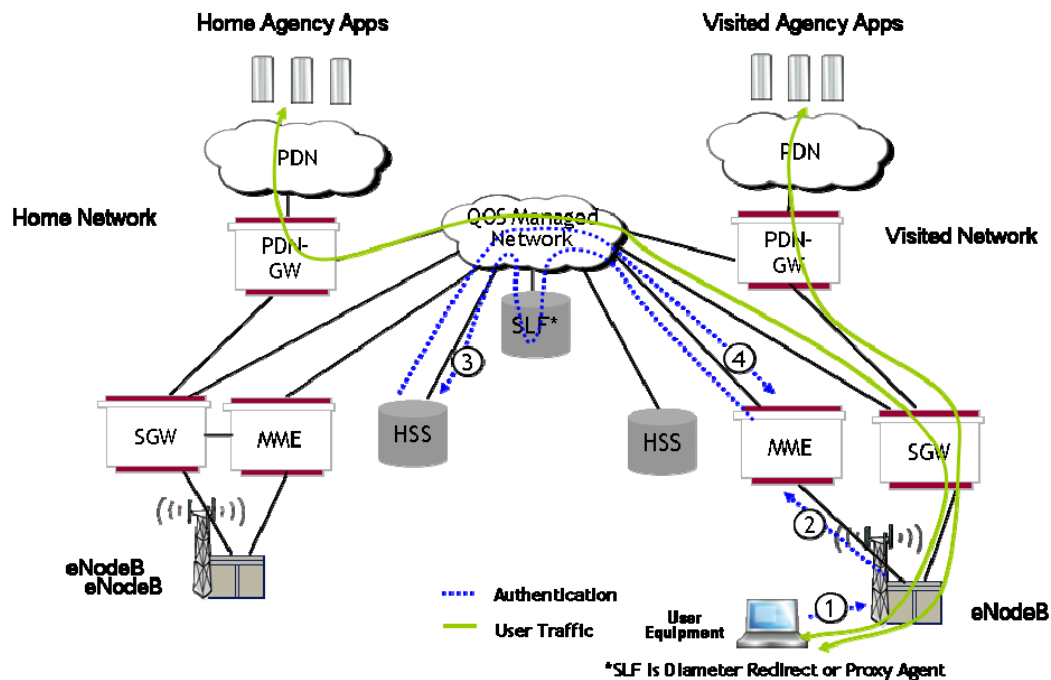 Home Agency Apps
Visited Agency Apps
PDN
PDN
Home Network
QOS Managed
Network
Visited Network
PDN-
GW
PDN-
GW
SLF*
3
4
SGW
MME
HSS
HSS
MME
SGW
2
eNodeB
eNodeB
Authentication
User Traffic
User
Equipment
1
eNodeB
*SLF is Diameter Redirect or Proxy Agent